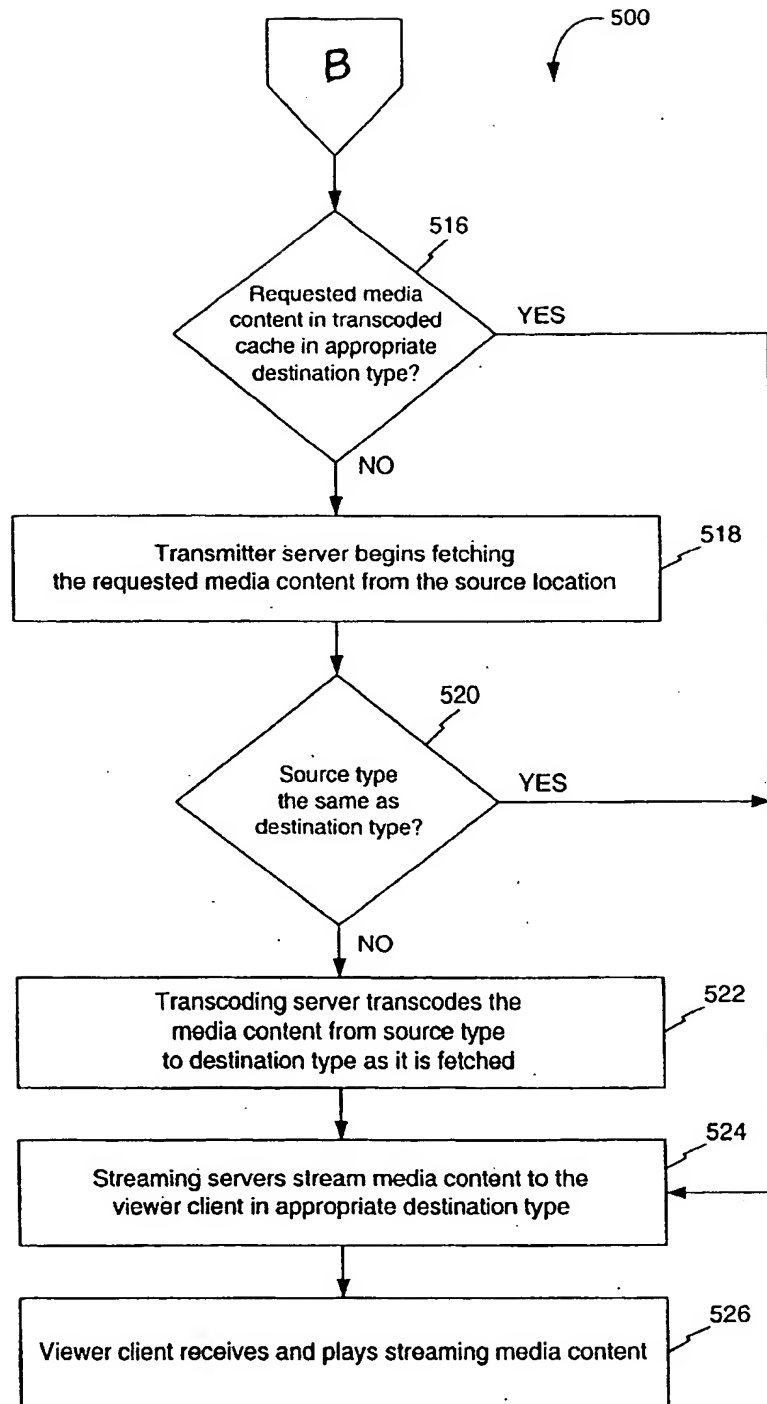 500
B
516
Requested media
content in transcoded
cache in appropriate
destination type?
YES
NO
518
Transmitter server begins fetching
the requested media content from the source location
520
Source type
the same as
destination type?
YES
NO
522
Transcoding server transcodes the
media content from source type
to destination type as it is fetched
524
Streaming servers stream media content to the
viewer client in appropriate destination type
526
Viewer client receives and plays streaming media content